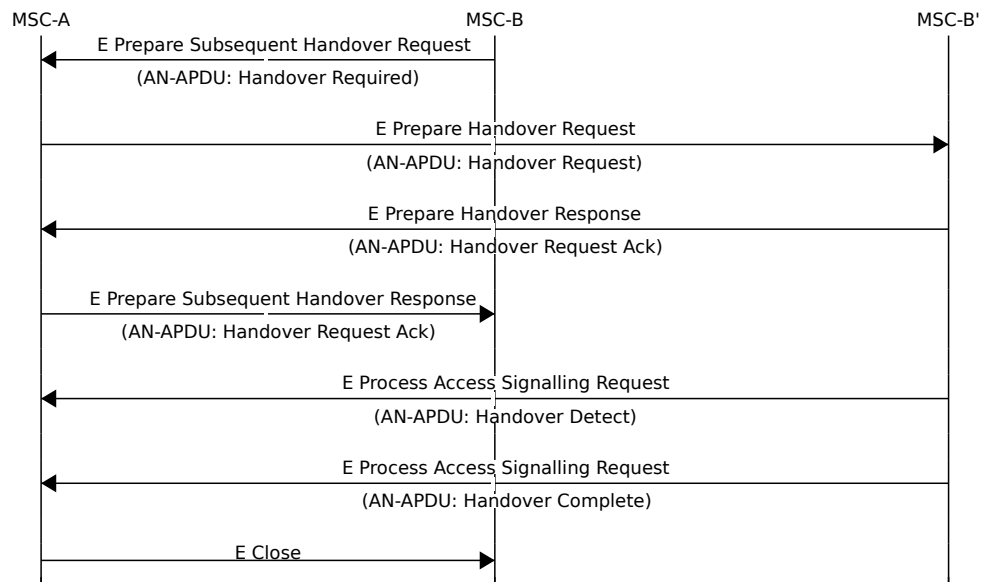 MSC-A MSC-B MSC-B'
E Prepare Subsequent Handover Request
(AN-APDU: Handover Required)
E Prepare Handover Request
(AN-APDU: Handover Request)
E Prepare Handover Response
(AN-APDU: Handover Request Ack)
E Prepare Subsequent Handover Response
(AN-APDU: Handover Request Ack)
E Process Access Signalling Request
(AN-APDU: Handover Detect)
E Process Access Signalling Request
(AN-APDU: Handover Complete)
E Close